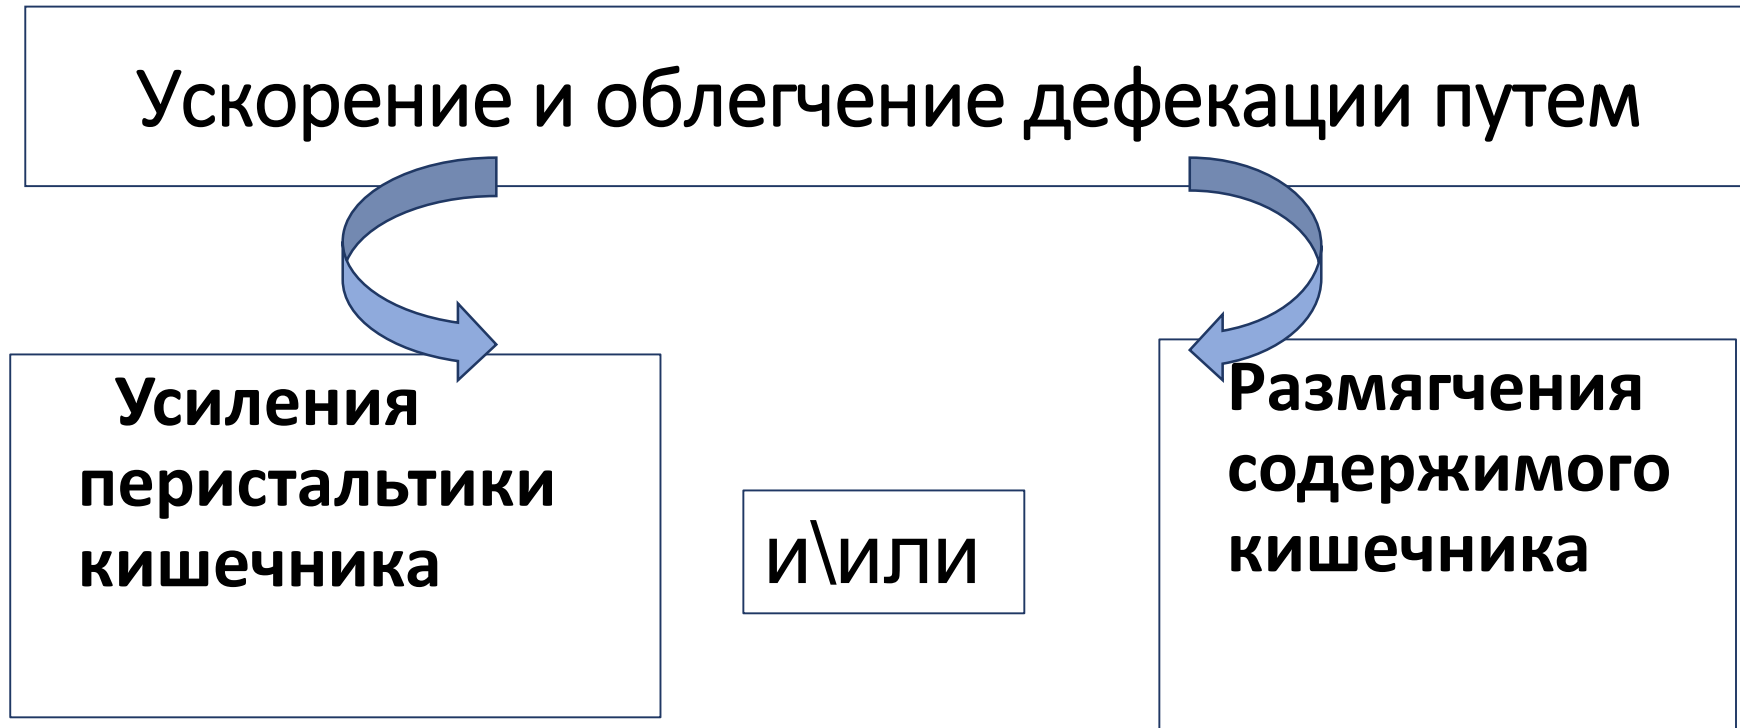 Ускорение и облегчение дефекации путем
Усиления
перистальтики
кишечника
и\или
Размягчения
содержимого
кишечника